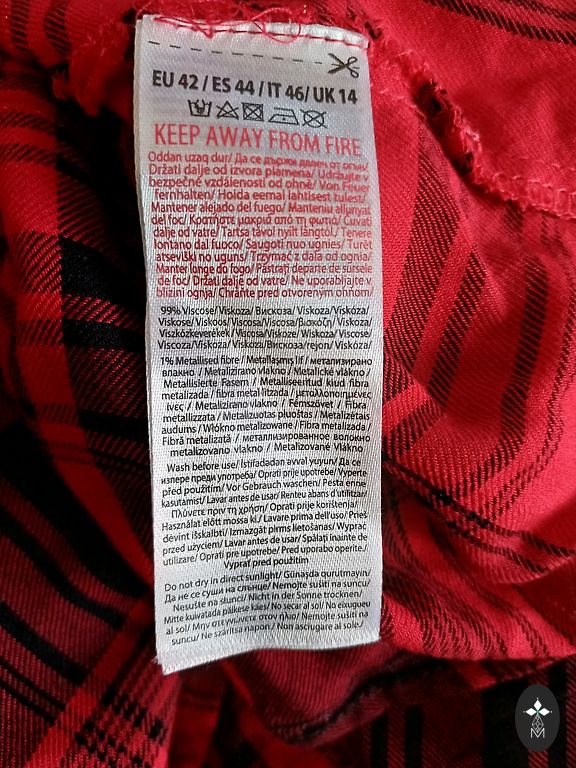 EU 42 / ES 44 / IT 46/ UK 14
KEEP AWAY FROM FIRE
Oddan uzaq dur/ Да се държи далеч от огън/
Držati dalje od izvora plamena/ Udržujte v
bezpečné vzdálenosti od ohně/ Von Feuer
fernhalten/ Hoida eemal lahtisest tulest/
Mantener alejado del fuego/ Manteniu allunyat
del foc/ Κρατήστε μακριά από τη φωτιά/ Čuvati
dalje od vatre/ Tartsa távol nyílt lángtól./ Tenere
lontano dal fuoco/ Saugoti nuo ugnies/ Turēt
atsevišķi no uguns/ Trzymać z dala od ognia/
Manter longe do fogo/ Păstrați departe de sursele
de foc/ Držati dalje od vatre/ Ne uporabljajte v
bližini ognja/ Chráňte pred otvoreným ohňom/
99% Viscose/ Viskoza/ Вискоза/ Viskoza/ Viskóza/
Viskose/ Viskoos/ Viscosa/ Viscosa/ βισκόζη/ Viskoza/
Viszkózkeverék/ Viscosa/ Viskozė/ Viskoze/ Wiskoza/ Viscose/
Viscoză/ Viskoza/ Viskoza/ Вискоза/rejon/ Viskóza/
1% Metallised fibre / Metallaşmış lif / метализирано
влакно / Metalizirano vlakno / Metalické vlákno /
Metallisierte Fasern / Metalliseeritud kiud fibra
metalizada / fibra metal·litzada / μεταλλοποιημένες
ίνες / Metalizirano vlakno / Fémszövet / Fibra
metallizzata / Metalizuotas pluoštas / Metalizētais
audums / Włókno metalizowane / Fibra metalizada /
Fibră metalizată / металлизированное волокно
metalizovano vlakno / Metalizované Vlákno
Wash before use/ İstifadədən əvvəl yuyun/ Да се
изпере преди употреба/ Oprati prije upotrebe/ Vyperte
před použitím/ Vor Gebrauch waschen/ Pesta enne
kasutamist/ Lavar antes de usar/ Renteu abans d'utilitzar/
Πλύνετε πριν τη χρήση/ Oprati prije korištenja/
Használat előtt mossa ki./ Lavare prima dell'uso/ Prieš
dėvint išskalbti/ Izmazgāt pirms lietošanas/ Wyprać
przed użyciem/ Lavar antes de usar/ Spălați înainte de
utilizare/ Oprati pre upotrebe/ Pred uporabo operite./
Vyprať pred použitím
Do not dry in direct sunlight/ Günəşdə qurutmayın/
Да не се суши на слънце/ Nemojte sušiti na suncu/
Nesušte na slunci/ Nicht in der Sonne trocknen/
Mitte kuivatada päikese käes/ No secar al sol/ No eixugueu
al sol/ Μην στεγνώνετε στον ήλιο/ Nemojte sušiti na
suncu/ Ne szárítsa napon./ Non asciugare al sole./